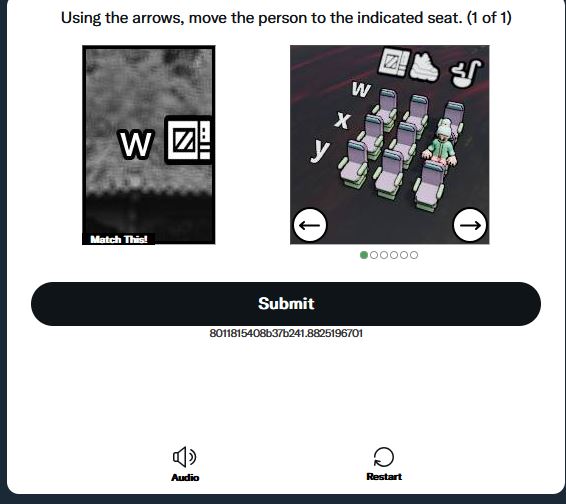 Using the arrows, move the person to the indicated seat. (1 of 1)
W
Match This!
W
X
y
Submit
8011815408b37b241.8825196701
Audio
Restart